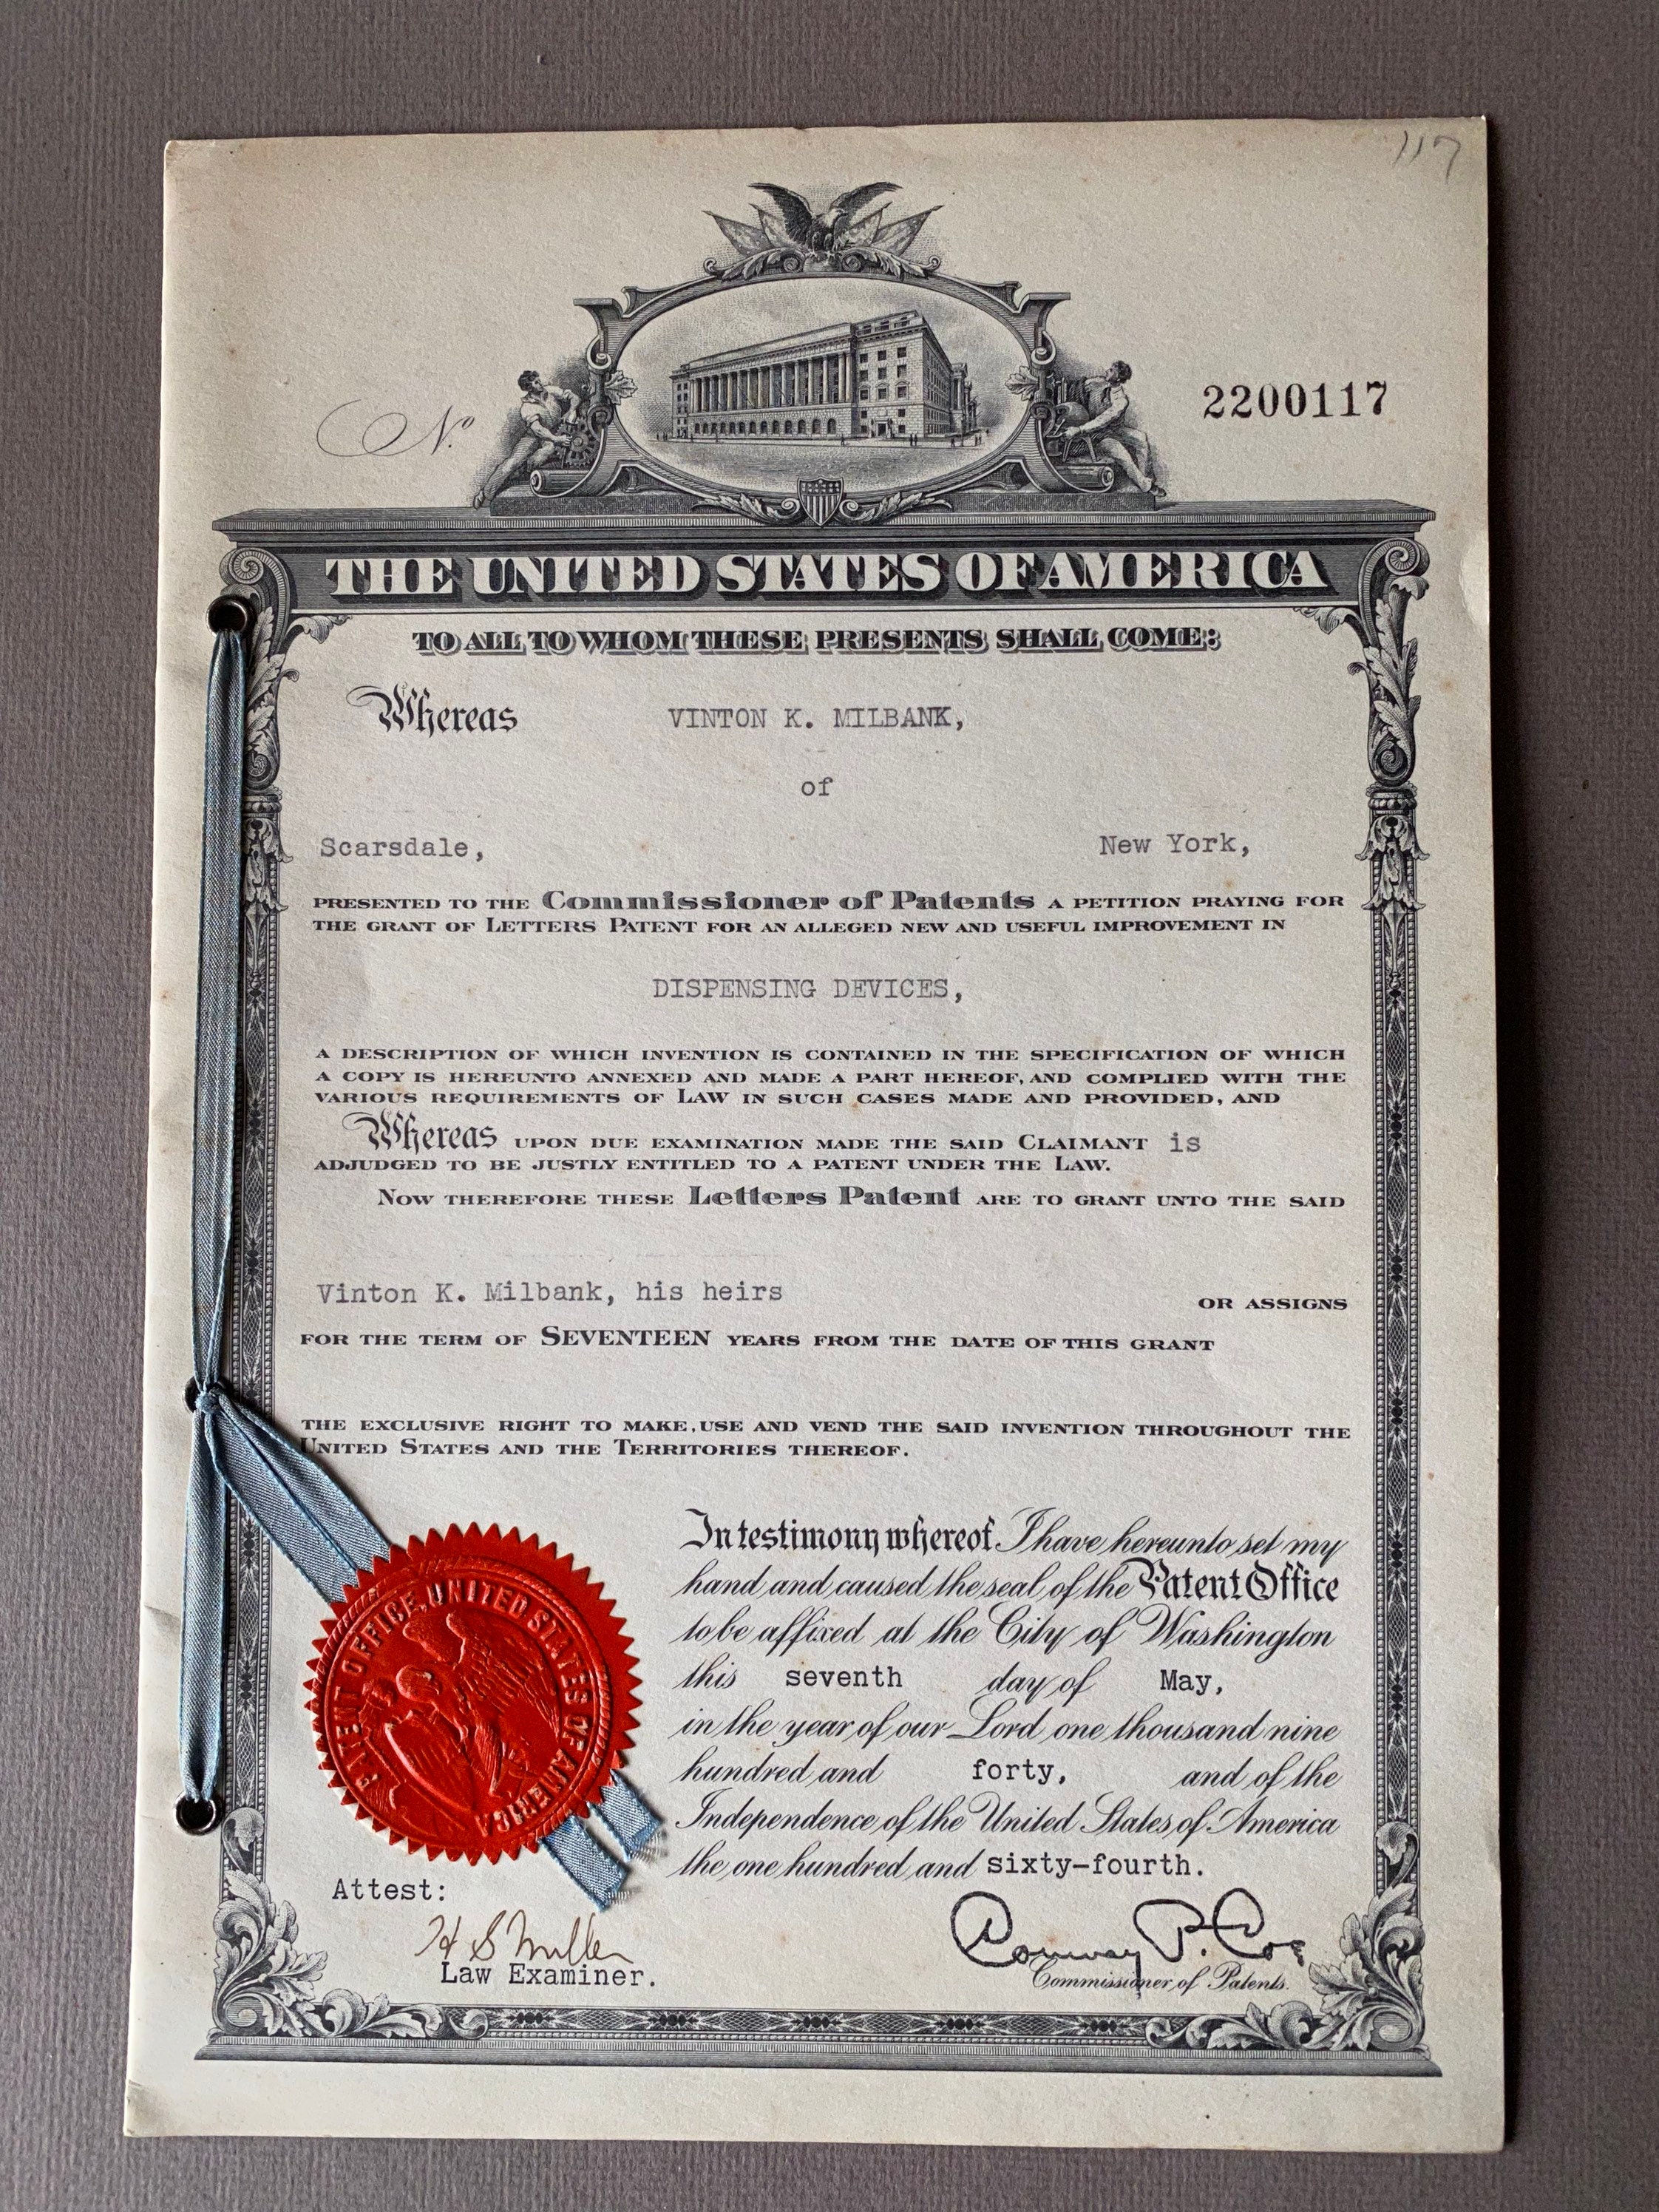 117
No. 2200117
THE UNITED STATES OF AMERICA
TO ALL TO WHOM THESE PRESENTS SHALL COME:
Whereas VINTON K. MILBANK,
of
Scarsdale, New York,
PRESENTED TO THE Commissioner of Patents A PETITION PRAYING FOR
THE GRANT OF LETTERS PATENT FOR AN ALLEGED NEW AND USEFUL IMPROVEMENT IN
DISPENSING DEVICES,
A DESCRIPTION OF WHICH INVENTION IS CONTAINED IN THE SPECIFICATION OF WHICH
A COPY IS HEREUNTO ANNEXED AND MADE A PART HEREOF, AND COMPLIED WITH THE
VARIOUS REQUIREMENTS OF LAW IN SUCH CASES MADE AND PROVIDED, AND
Whereas UPON DUE EXAMINATION MADE THE SAID CLAIMANT is
ADJUDGED TO BE JUSTLY ENTITLED TO A PATENT UNDER THE LAW.
NOW THEREFORE THESE Letters Patent ARE TO GRANT UNTO THE SAID
Vinton K. Milbank, his heirs OR ASSIGNS
FOR THE TERM OF SEVENTEEN YEARS FROM THE DATE OF THIS GRANT
THE EXCLUSIVE RIGHT TO MAKE, USE AND VEND THE SAID INVENTION THROUGHOUT THE
UNITED STATES AND THE TERRITORIES THEREOF.
In testimony whereof I have hereunto set my
hand and caused the seal of the Patent Office
to be affixed at the City of Washington
this seventh day of May,
in the year of our Lord one thousand nine
hundred and forty, and of the
Independence of the United States of America
the one hundred and sixty-fourth.
PATENT OFFICE, UNITED STATES OF AMERICA
Attest:
H S Miller
Law Examiner.
Conway P. Coe
Commissioner of Patents.